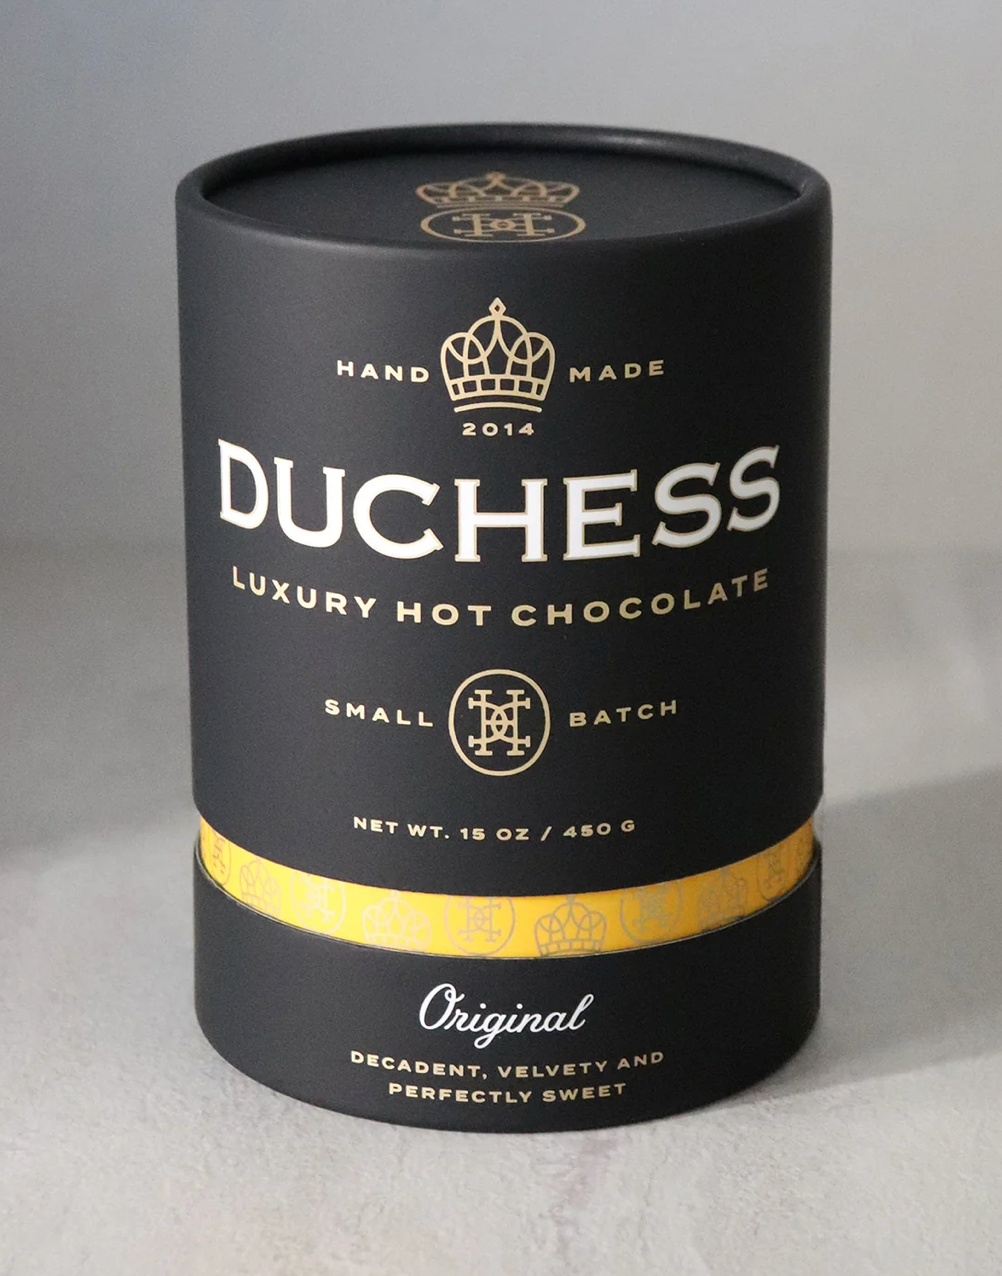 HAND MADE
2014
DUCHESS
LUXURY HOT CHOCOLATE
SMALL BATCH
NET WT. 15 OZ / 450 G
Original
DECADENT, VELVETY AND
PERFECTLY SWEET